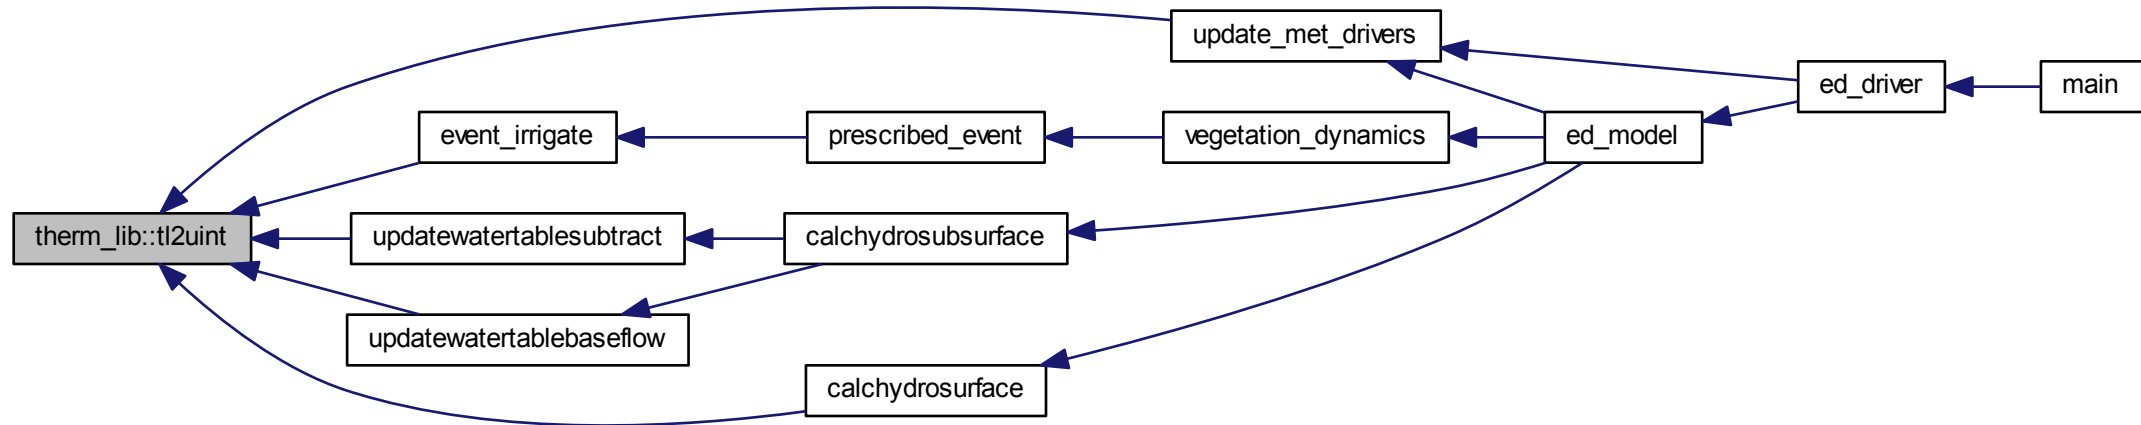 update_met_drivers
ed_driver
main
event_irrigate
prescribed_event
vegetation_dynamics
ed_model
therm_lib::tl2uint
updatewatertablesubtract
calchydrosubsurface
updatewatertablebaseflow
calchydrosurface